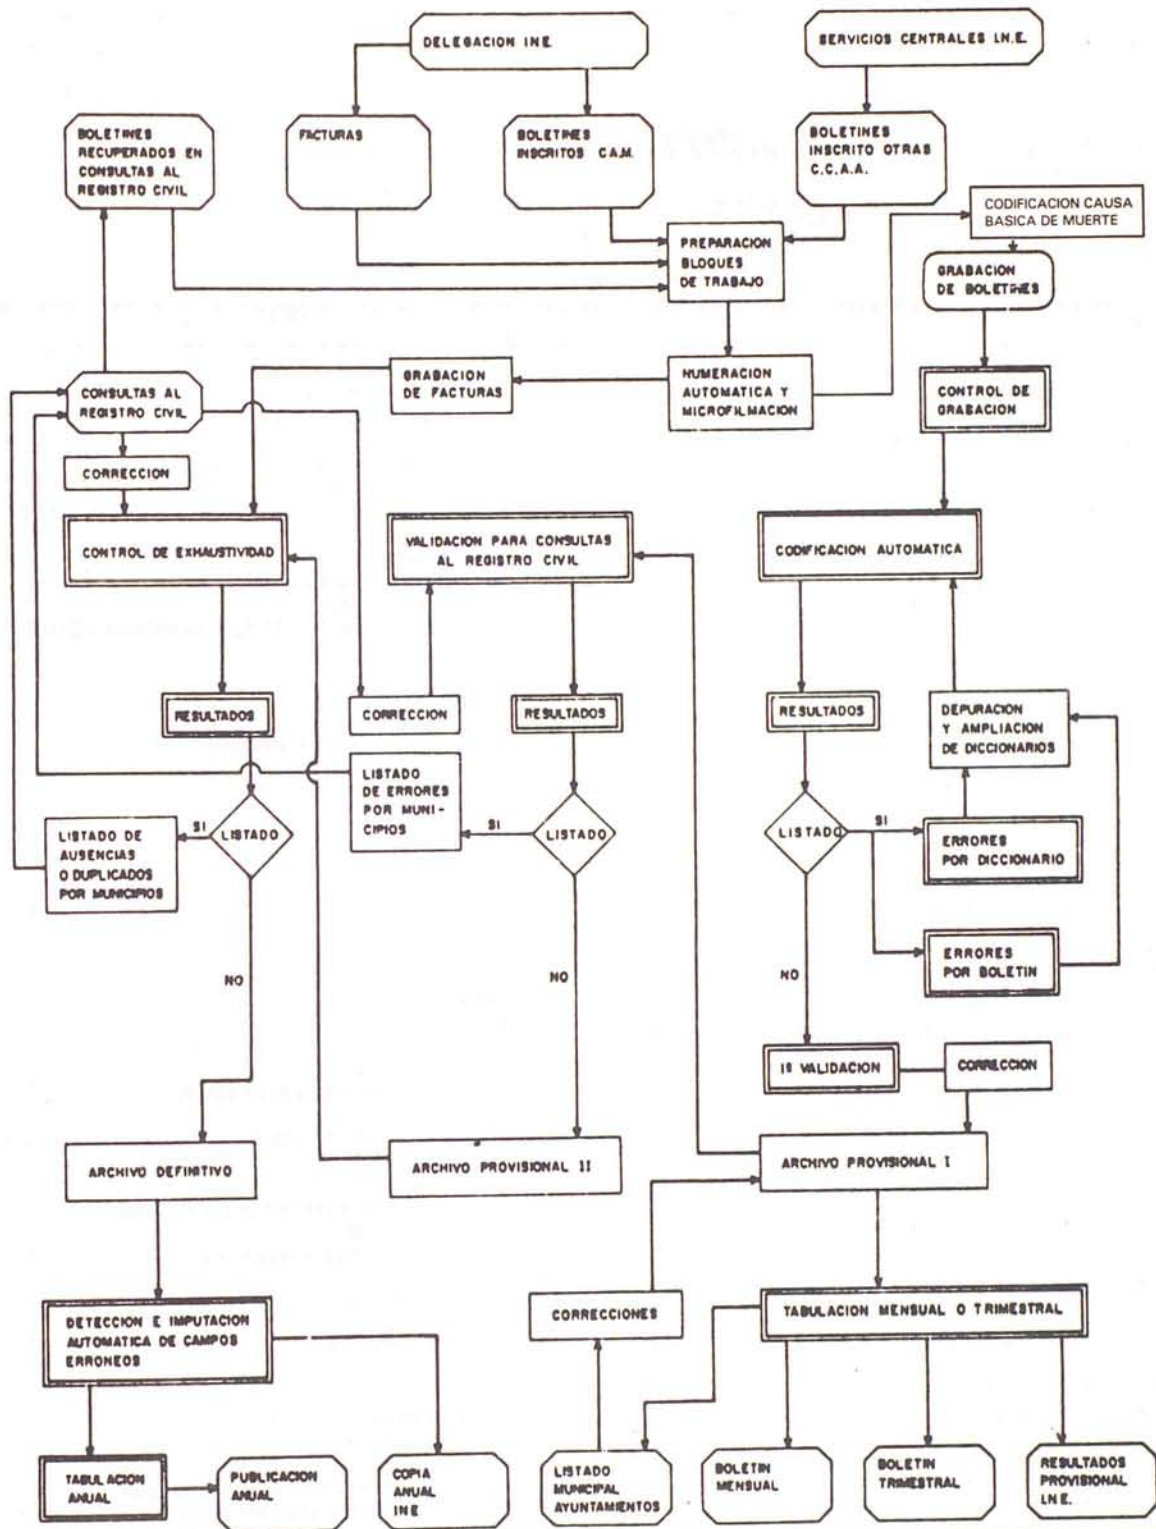 DELEGACION I.N.E.
SERVICIOS CENTRALES I.N.E.
BOLETINES
RECUPERADOS EN
CONSULTAS AL
REGISTRO CIVIL
FACTURAS
BOLETINES
INSCRITOS C.A.M.
BOLETINES
INSCRITO OTRAS
C.C.A.A.
CODIFICACION CAUSA
BASICA DE MUERTE
PREPARACION
BLOQUES
DE TRABAJO
GRABACION
DE BOLETINES
CONSULTAS AL
REGISTRO CIVIL
GRABACION
DE FACTURAS
NUMERACION
AUTOMATICA Y
MICROFILMACION
CONTROL DE
GRABACION
CORRECCION
CONTROL DE EXHAUSTIVIDAD
VALIDACION PARA CONSULTAS
AL REGISTRO CIVIL
CODIFICACION AUTOMATICA
RESULTADOS
CORRECCION
RESULTADOS
RESULTADOS
DEPURACION
Y AMPLIACION
DE DICCIONARIOS
LISTADO
DE ERRORES
POR MUNI-
CIPIOS
LISTADO DE
AUSENCIAS
O DUPLICADOS
POR MUNICIPIOS
SI
LISTADO
SI
LISTADO
LISTADO
SI
ERRORES
POR DICCIONARIO
ERRORES
POR BOLETIN
NO
NO
NO
1ª VALIDACION
CORRECCION
ARCHIVO DEFINITIVO
ARCHIVO PROVISIONAL II
ARCHIVO PROVISIONAL I
DETECCION E IMPUTACION
AUTOMATICA DE CAMPOS
ERRONEOS
CORRECCIONES
TABULACION MENSUAL O TRIMESTRAL
TABULACION
ANUAL
PUBLICACION
ANUAL
COPIA
ANUAL
INE
LISTADO
MUNICIPAL
AYUNTAMIENTOS
BOLETIN
MENSUAL
BOLETIN
TRIMESTRAL
RESULTADOS
PROVISIONAL
I.N.E.